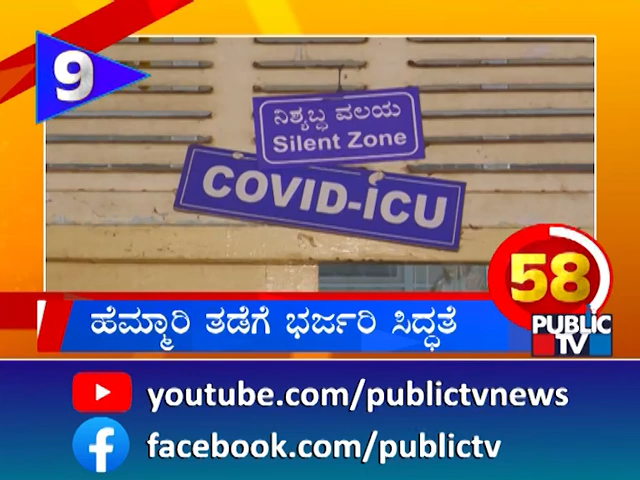 9
ನಿಶ್ಯಬ್ಧ ವಲಯ
Silent Zone
COVID-ICU
58
PUBLIC
TV
ಹೆಮ್ಮಾರಿ ತಡೆಗೆ ಭರ್ಜರಿ ಸಿದ್ಧತೆ
youtube.com/publictvnews
facebook.com/publictv